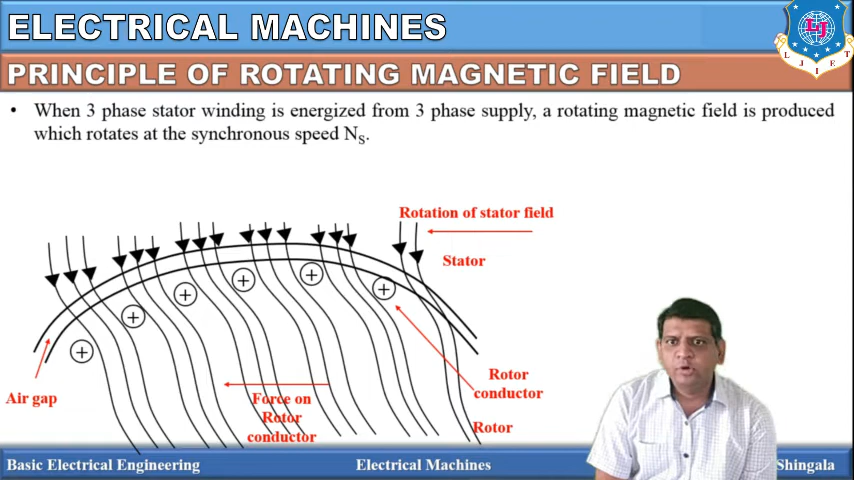 ELECTRICAL MACHINES
LJ
L J I E T
PRINCIPLE OF ROTATING MAGNETIC FIELD
• When 3 phase stator winding is energized from 3 phase supply, a rotating magnetic field is produced
which rotates at the synchronous speed NS.
Rotation of stator field
Stator
Air gap
Force on
Rotor
conductor
Rotor
conductor
Rotor
Basic Electrical Engineering
Electrical Machines
Shingala